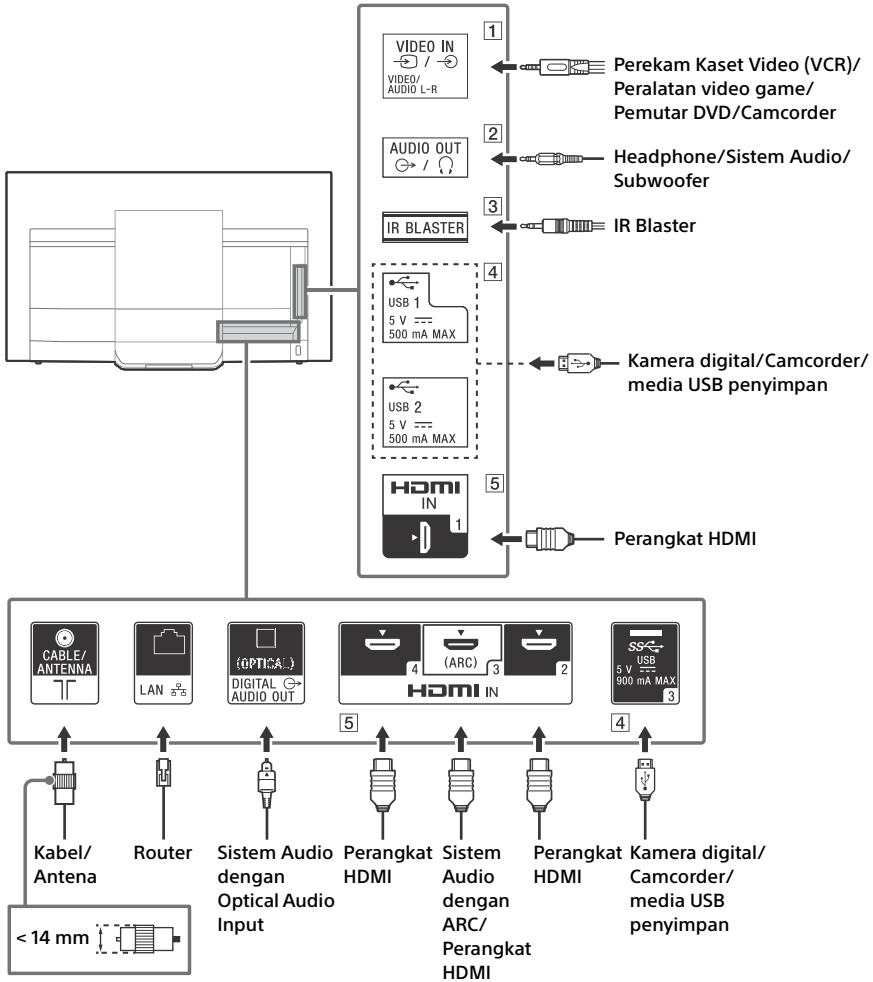 1
VIDEO IN
/
VIDEO/
AUDIO L-R
Perekam Kaset Video (VCR)/
Peralatan video game/
Pemutar DVD/Camcorder
2
AUDIO OUT
/
Headphone/Sistem Audio/
Subwoofer
3
IR BLASTER
IR Blaster
4
USB 1
5 V
500 mA MAX
USB 2
5 V
500 mA MAX
Kamera digital/Camcorder/
media USB penyimpan
5
HDMI
IN
1
Perangkat HDMI
CABLE/
ANTENNA
LAN
(OPTICAL)
DIGITAL
AUDIO OUT
4
(ARC)
3
2
HDMI IN
5
SS
USB
5 V
900 mA MAX
3
4
Kabel/
Antena
Router
Sistem Audio
dengan
Optical Audio
Input
Perangkat
HDMI
Sistem
Audio
dengan
ARC/
Perangkat
HDMI
Perangkat
HDMI
Kamera digital/
Camcorder/
media USB
penyimpan
< 14 mm